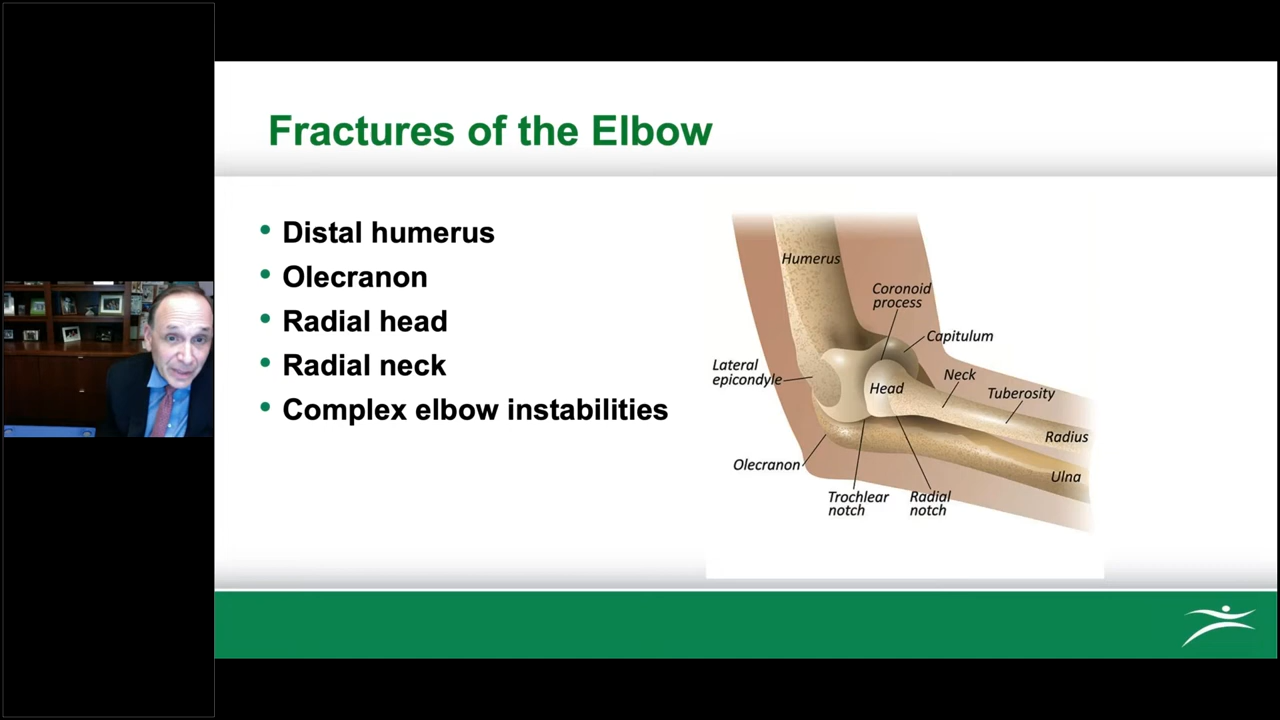 Fractures of the Elbow
Distal humerus
Olecranon
Radial head
Radial neck
Complex elbow instabilities
Humerus
Coronoid
process
Capitulum
Lateral
epicondyle
Head
Neck
Tuberosity
Radius
Olecranon
Ulna
Trochlear
notch
Radial
notch